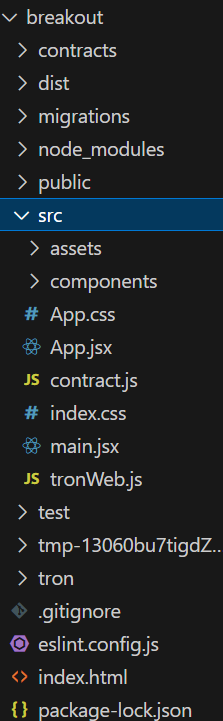 breakout
contracts
dist
migrations
node_modules
public
src
assets
components
# App.css
App.jsx
JS contract.js
# index.css
main.jsx
JS tronWeb.js
test
tmp-13060bu7tigdZ...
tron
.gitignore
eslint.config.js
<> index.html
{} package-lock.json